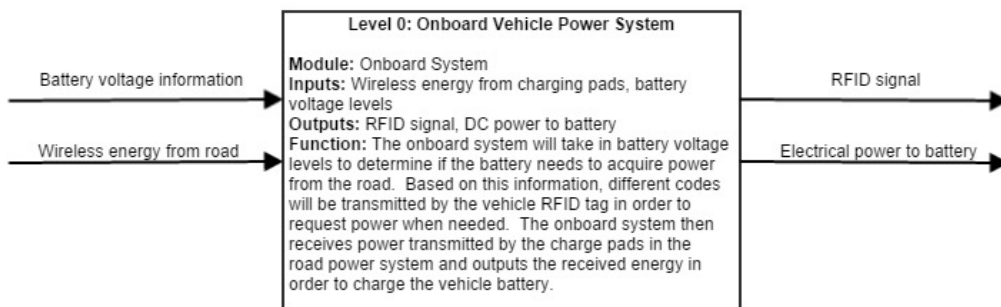 Level 0: Onboard Vehicle Power System
Module: Onboard System
Inputs: Wireless energy from charging pads, battery
voltage levels
Outputs: RFID signal, DC power to battery
Function: The onboard system will take in battery voltage
levels to determine if the battery needs to acquire power
from the road. Based on this information, different codes
will be transmitted by the vehicle RFID tag in order to
request power when needed. The onboard system then
receives power transmitted by the charge pads in the
road power system and outputs the received energy in
order to charge the vehicle battery.
Battery voltage information
Wireless energy from road
RFID signal
Electrical power to battery